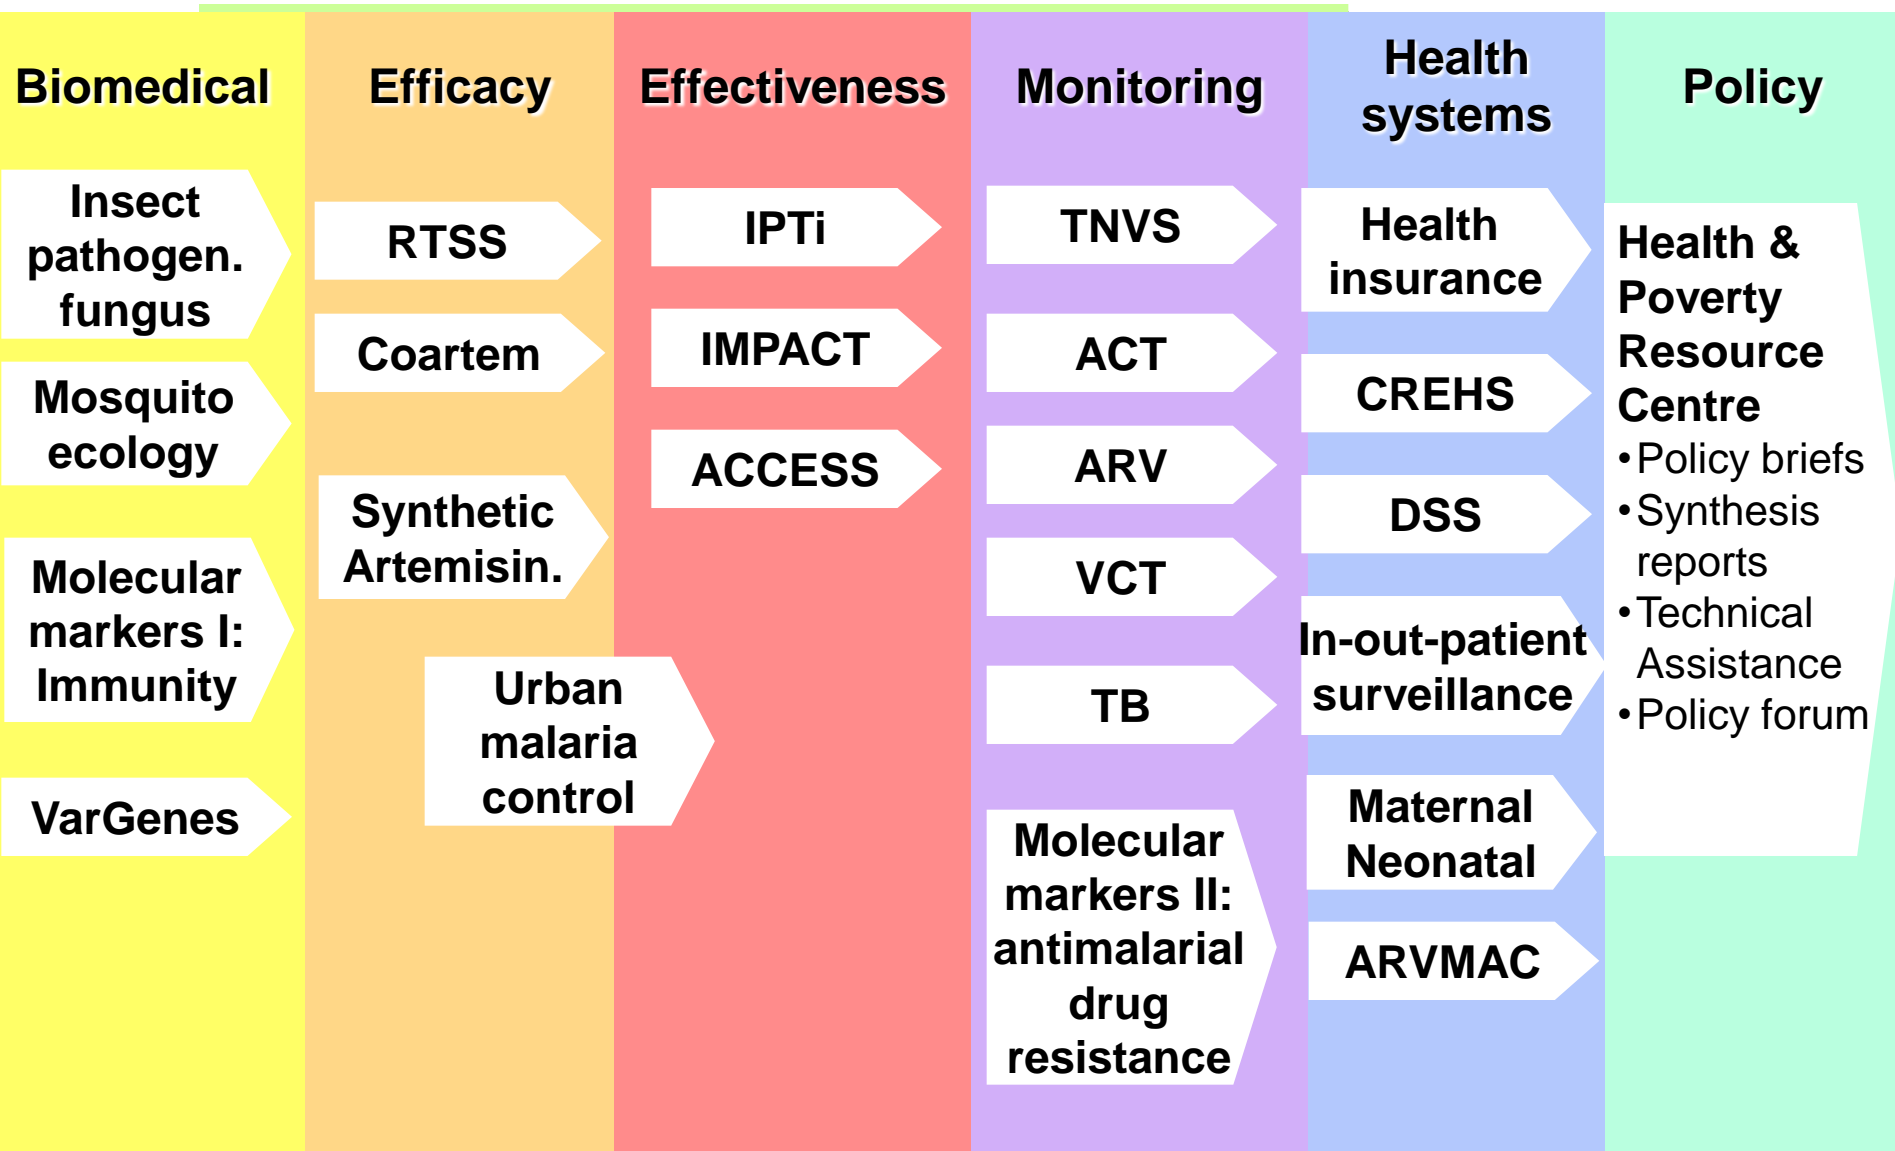 Biomedical
Efficacy
Effectiveness
Monitoring
Health
systems
Policy
Insect
pathogen.
fungus
Mosquito
ecology
Molecular
markers I:
Immunity
VarGenes
RTSS
Coartem
Synthetic
Artemisin.
Urban
malaria
control
IPTi
IMPACT
ACCESS
TNVS
ACT
ARV
VCT
TB
Molecular
markers II:
antimalarial
drug
resistance
Health
insurance
CREHS
DSS
In-out-patient
surveillance
Maternal
Neonatal
ARVMAC
Health &
Poverty
Resource
Centre
•Policy briefs
•Synthesis
reports
•Technical
Assistance
•Policy forum